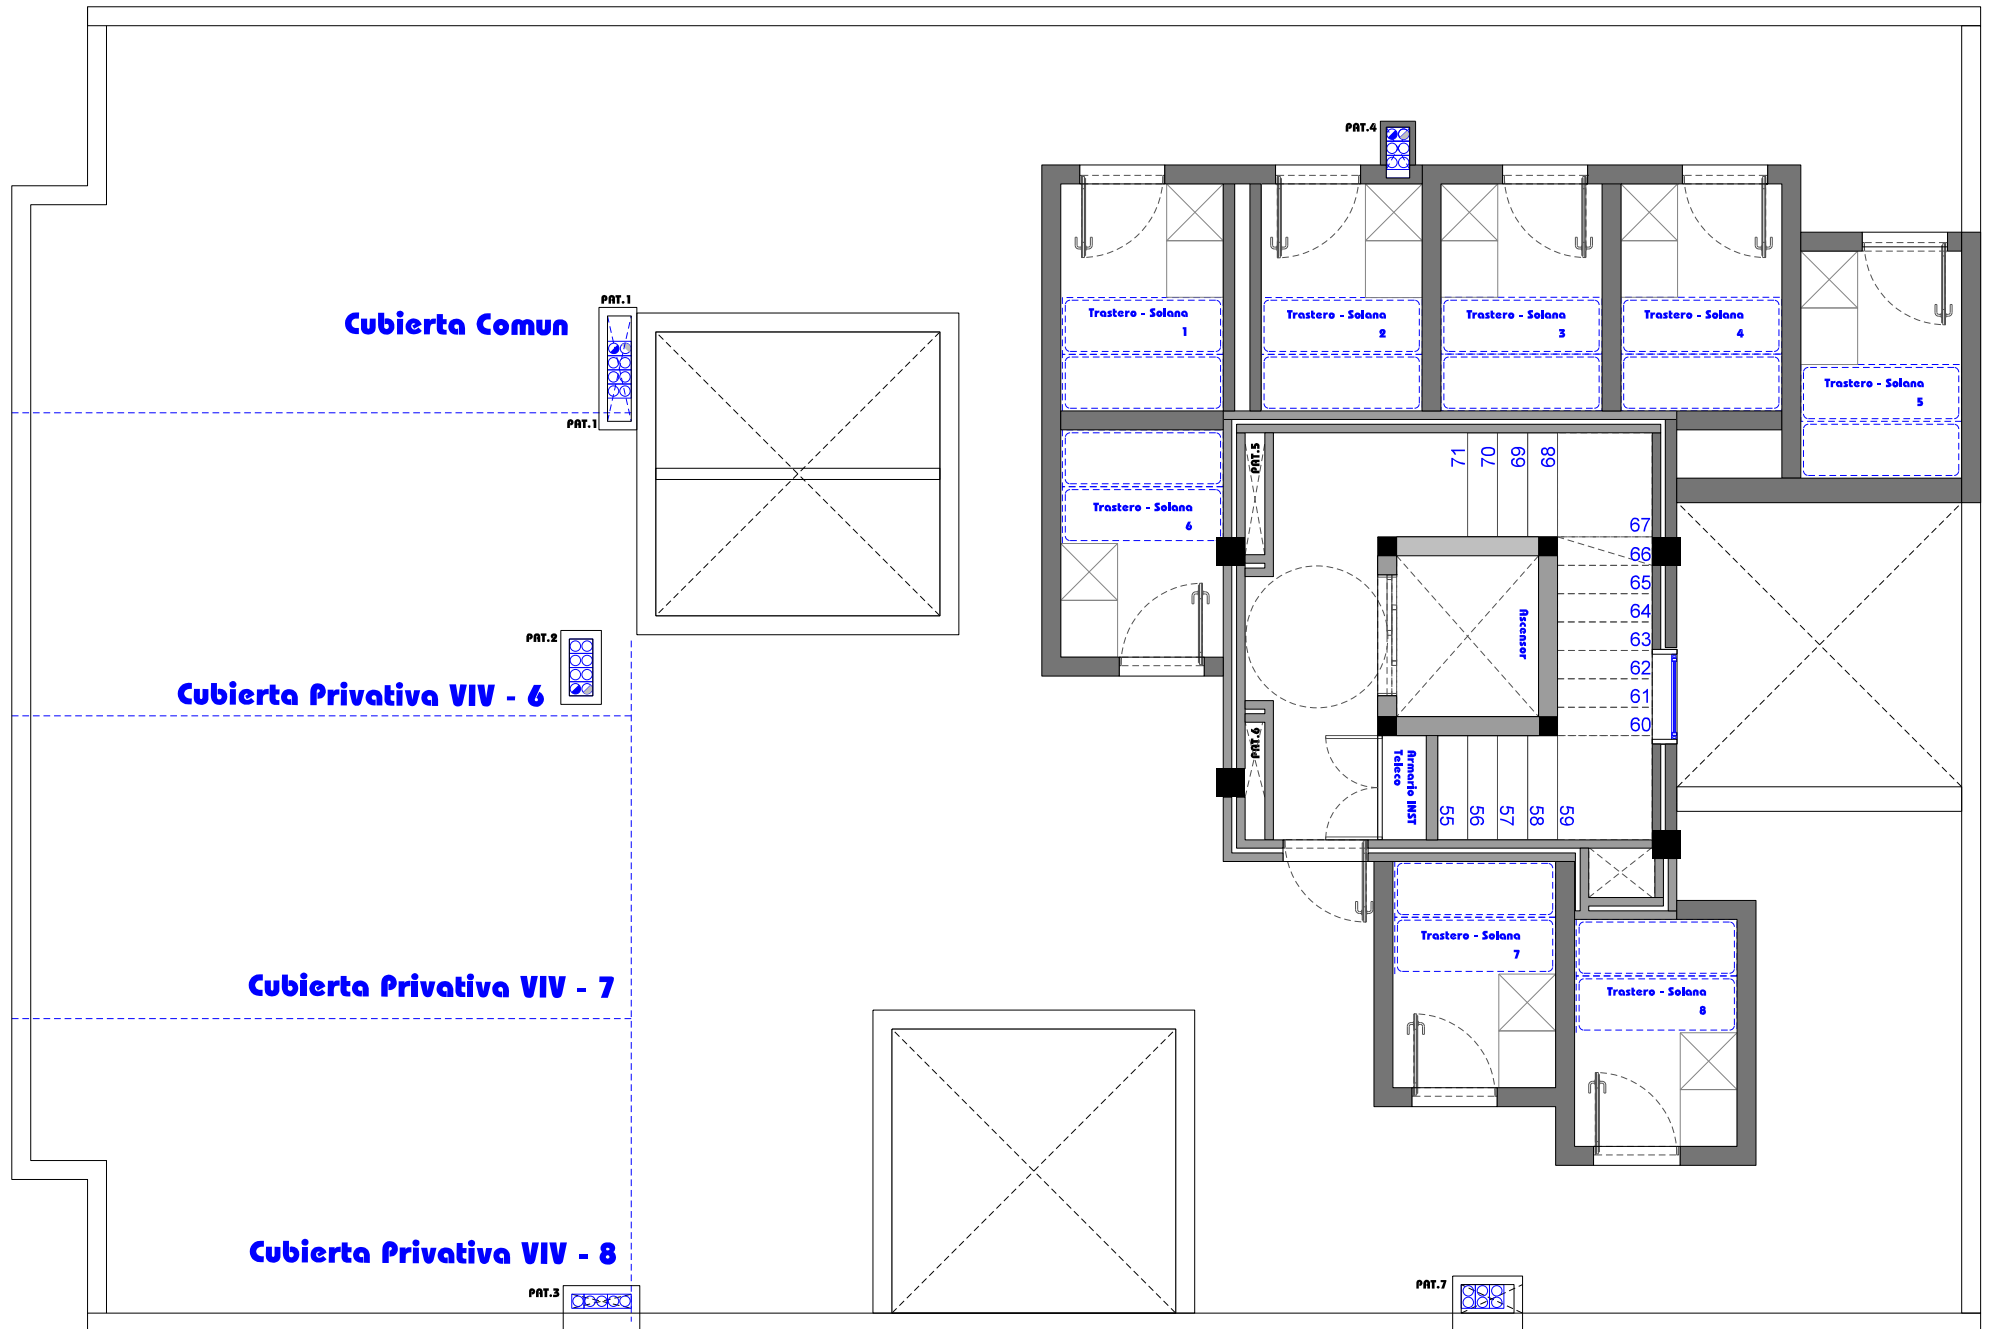 PAT.4
PAT.1
Cubierta Comun
Trastero - Solana
1
Trastero - Solana
2
Trastero - Solana
3
Trastero - Solana
4
Trastero - Solana
5
PAT.1
PAT.5
71
70
69
68
Trastero - Solana
6
67
66
65
64
63
62
61
60
Ascensor
PAT.2
Cubierta Privativa VIV - 6
PAT.6
Armario INST
Teleco
55
56
57
58
59
Trastero - Solana
7
Cubierta Privativa VIV - 7
Trastero - Solana
8
Cubierta Privativa VIV - 8
PAT.3
PAT.7